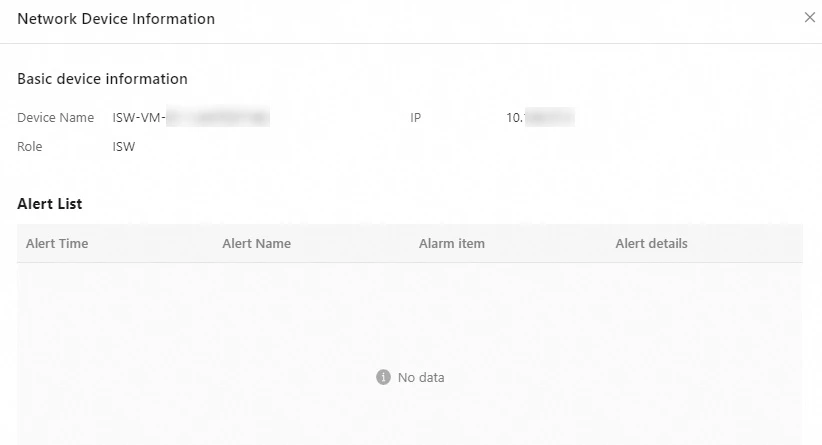 Network Device Information
Basic device information
Device Name ISW-VM- IP 10.
Role ISW
Alert List
Alert Time Alert Name Alarm item Alert details
No data